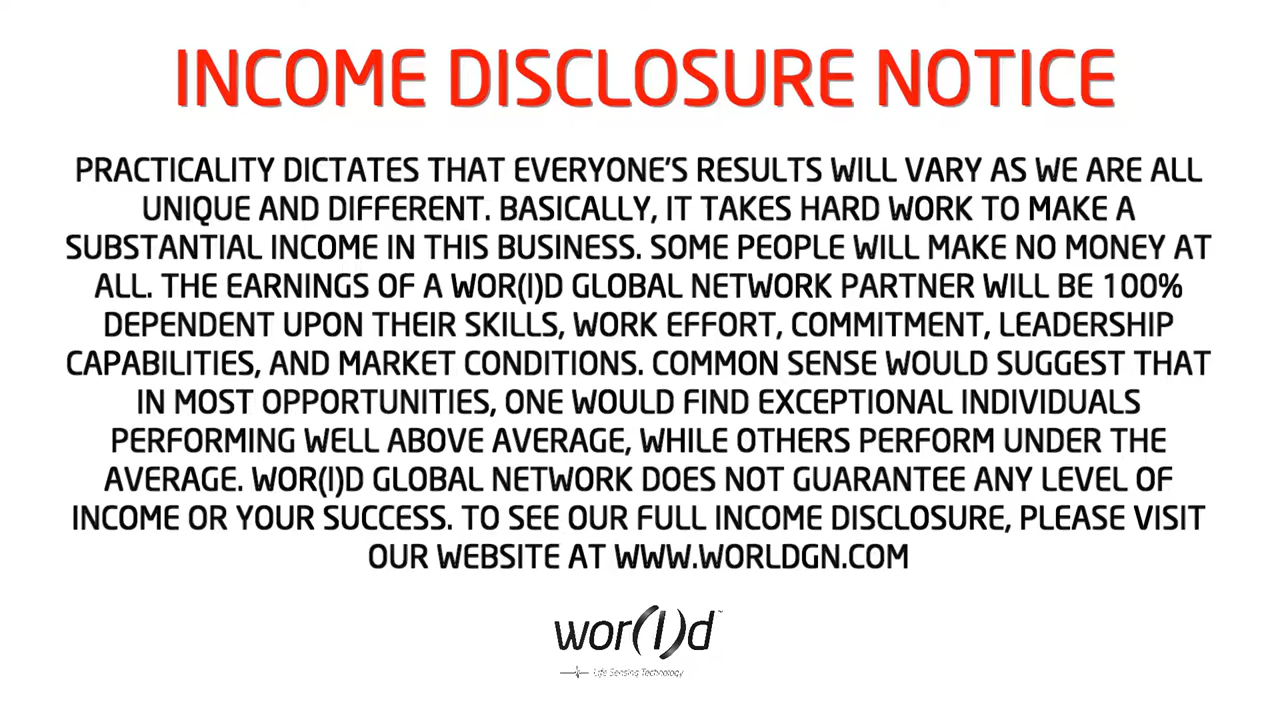 INCOME DISCLOSURE NOTICE
PRACTICALITY DICTATES THAT EVERYONE'S RESULTS WILL VARY AS WE ARE ALL
UNIQUE AND DIFFERENT. BASICALLY, IT TAKES HARD WORK TO MAKE A
SUBSTANTIAL INCOME IN THIS BUSINESS. SOME PEOPLE WILL MAKE NO MONEY AT
ALL. THE EARNINGS OF A WOR(I)D GLOBAL NETWORK PARTNER WILL BE 100%
DEPENDENT UPON THEIR SKILLS, WORK EFFORT, COMMITMENT, LEADERSHIP
CAPABILITIES, AND MARKET CONDITIONS. COMMON SENSE WOULD SUGGEST THAT
IN MOST OPPORTUNITIES, ONE WOULD FIND EXCEPTIONAL INDIVIDUALS
PERFORMING WELL ABOVE AVERAGE, WHILE OTHERS PERFORM UNDER THE
AVERAGE. WOR(I)D GLOBAL NETWORK DOES NOT GUARANTEE ANY LEVEL OF
INCOME OR YOUR SUCCESS. TO SEE OUR FULL INCOME DISCLOSURE, PLEASE VISIT
OUR WEBSITE AT WWW.WORLDGN.COM
wor(l)d™
Life Sensing Technology